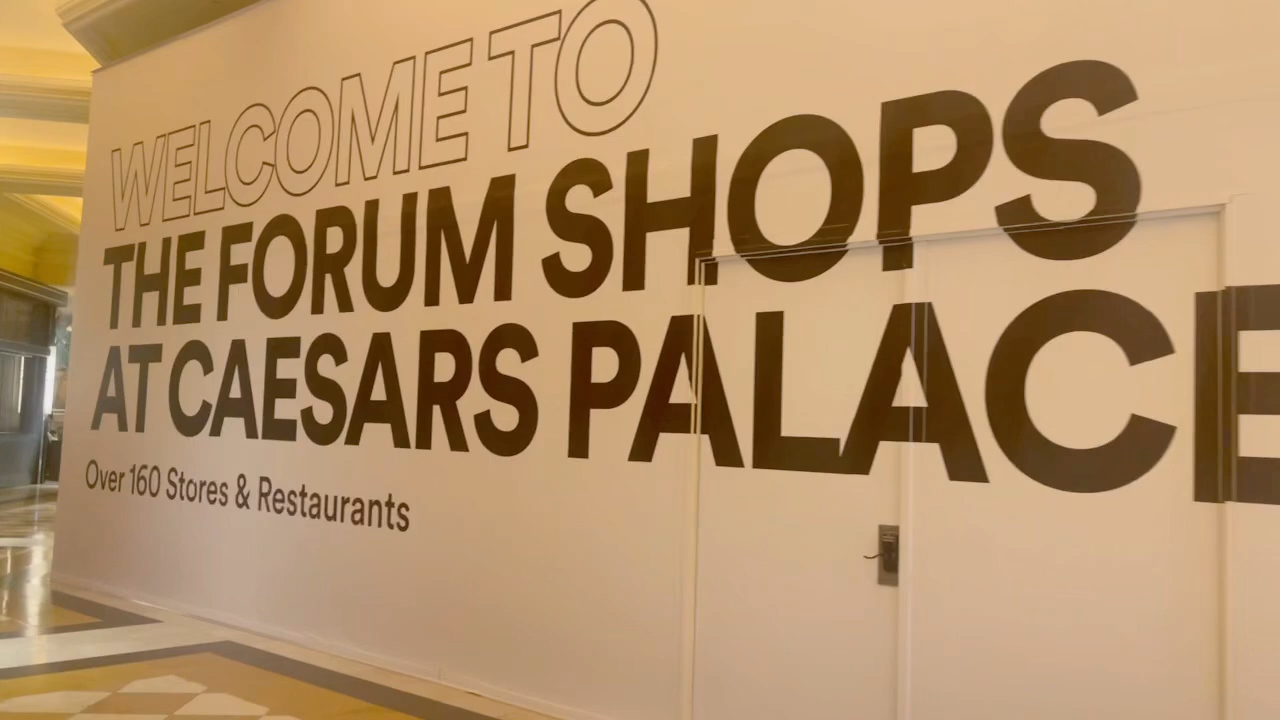 WELCOME TO
THE FORUM SHOPS
AT CAESARS PALACE
Over 160 Stores & Restaurants